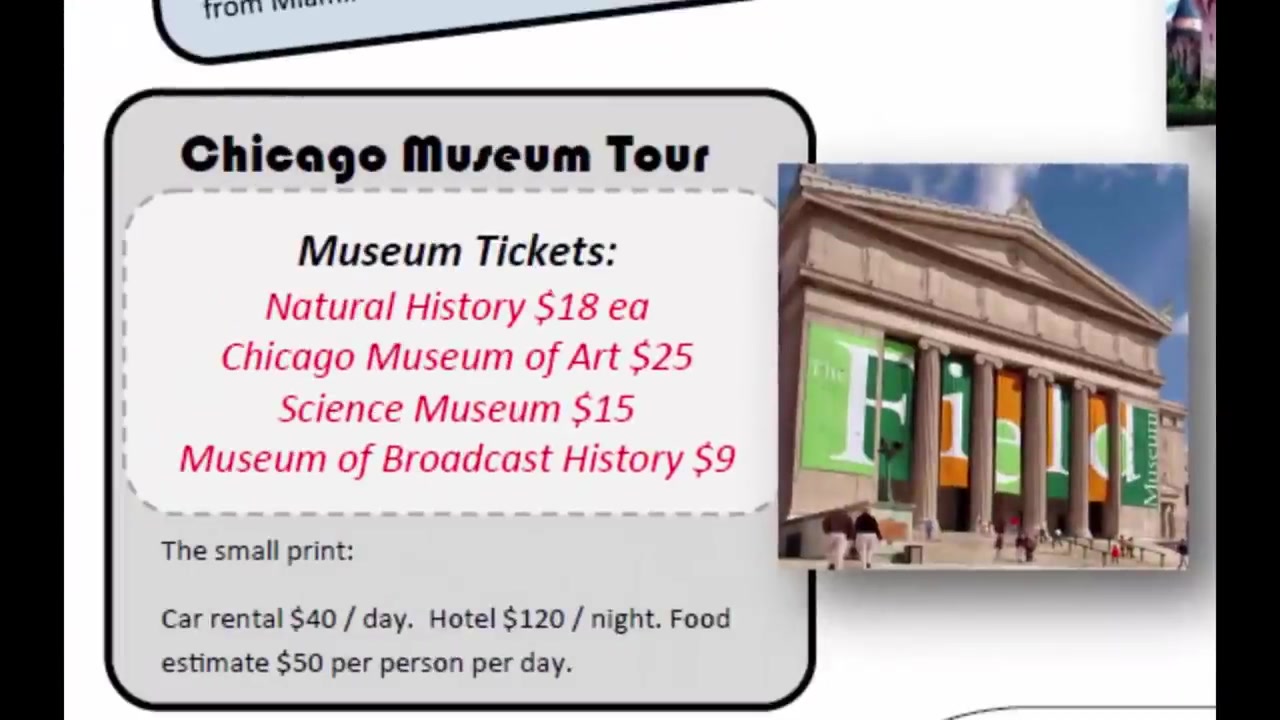 from Miami.
Chicago Museum Tour
Museum Tickets:
Natural History $18 ea
Chicago Museum of Art $25
Science Museum $15
Museum of Broadcast History $9
The small print:
Car rental $40 / day.  Hotel $120 / night. Food
estimate $50 per person per day.
The Field Museum